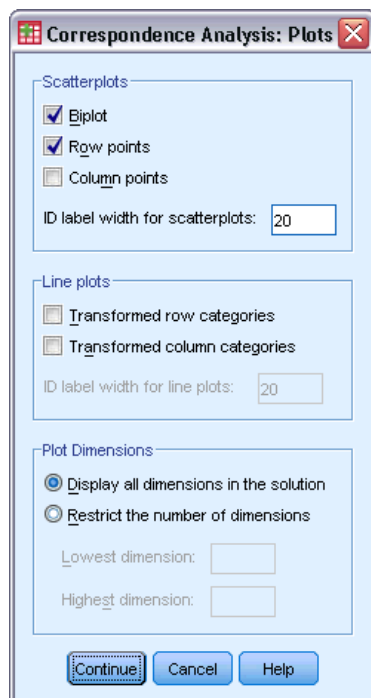 Correspondence Analysis: Plots
Scatterplots
Biplot
Row points
Column points
ID label width for scatterplots: 20
Line plots
Transformed row categories
Transformed column categories
ID label width for line plots: 20
Plot Dimensions
Display all dimensions in the solution
Restrict the number of dimensions
Lowest dimension:
Highest dimension:
Continue Cancel Help